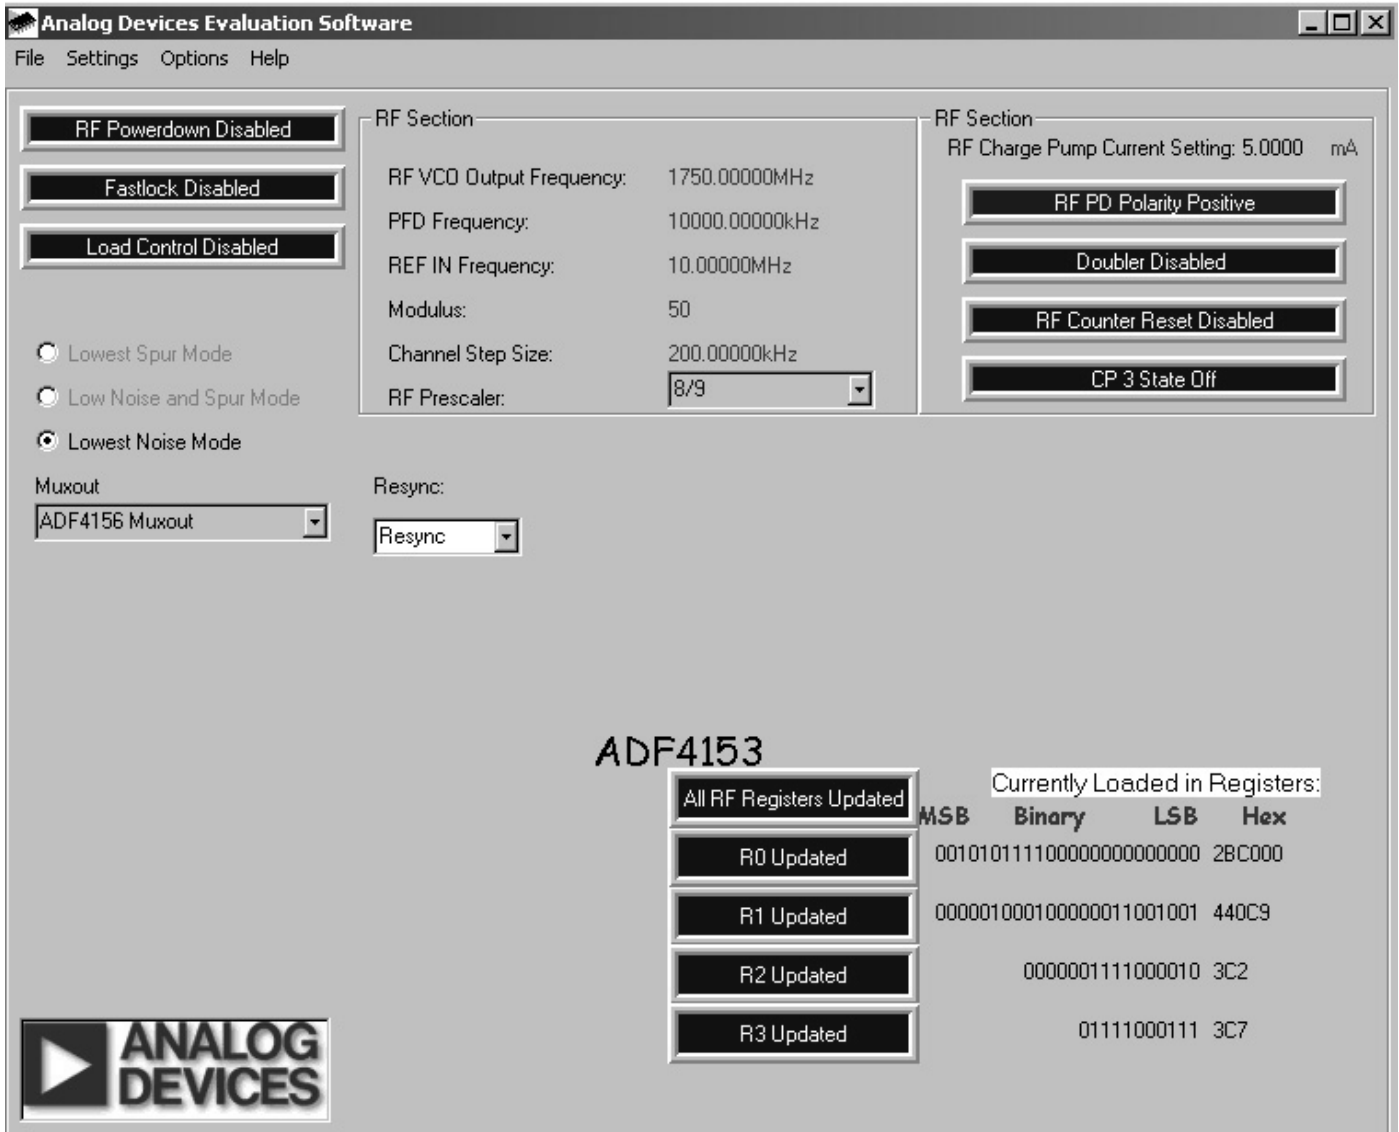 Analog Devices Evaluation Software
File Settings Options Help
RF Powerdown Disabled
Fastlock Disabled
Load Control Disabled
Lowest Spur Mode
Low Noise and Spur Mode
Lowest Noise Mode
Muxout
ADF4156 Muxout
Resync:
Resync
RF Section
RF VCO Output Frequency: 1750.00000MHz
PFD Frequency: 10000.00000kHz
REF IN Frequency: 10.00000MHz
Modulus: 50
Channel Step Size: 200.00000kHz
RF Prescaler: 8/9
RF Section
RF Charge Pump Current Setting: 5.0000 mA
RF PD Polarity Positive
Doubler Disabled
RF Counter Reset Disabled
CP 3 State Off
ADF4153
All RF Registers Updated
Currently Loaded in Registers:
MSB Binary LSB Hex
R0 Updated 001010111100000000000000 2BC000
R1 Updated 000001000100000011001001 440C9
R2 Updated 0000001111000010 3C2
R3 Updated 01111000111 3C7
ANALOG
DEVICES